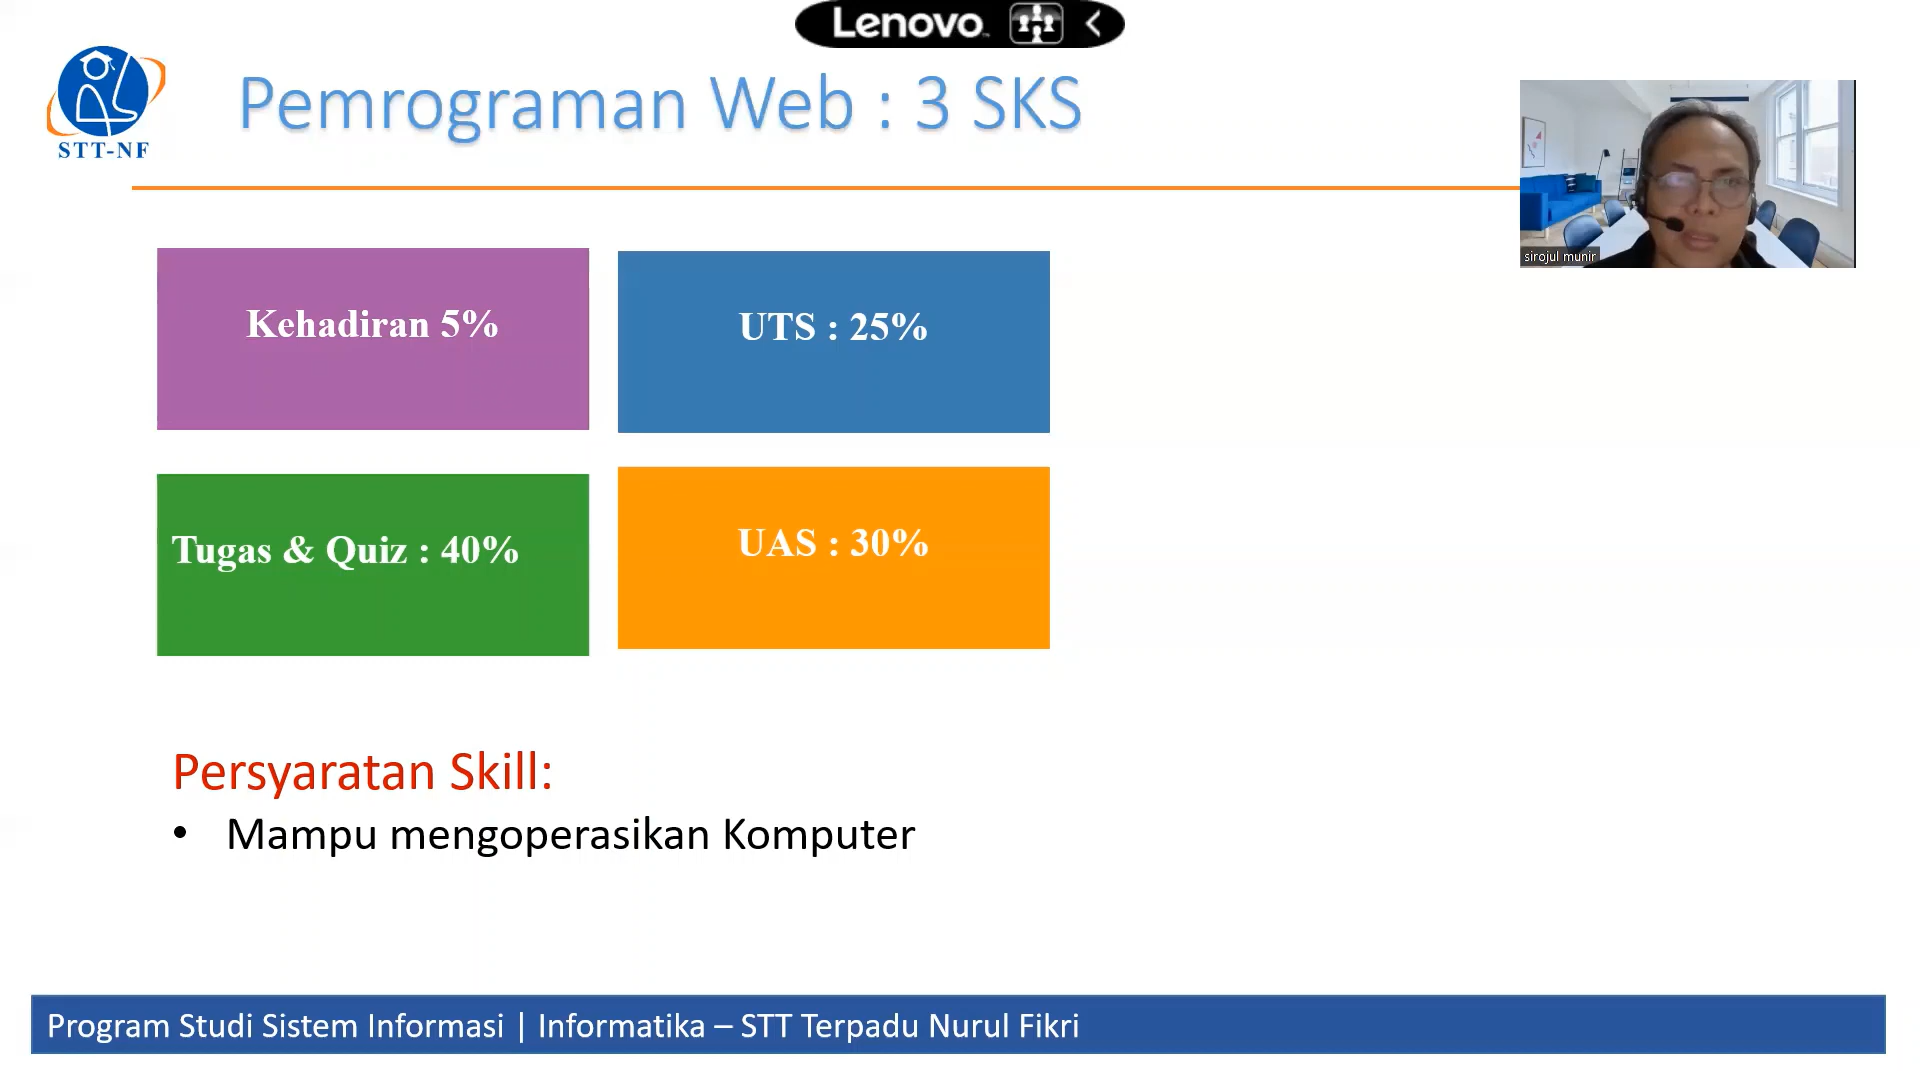 Lenovo
STT-NF
Pemrograman Web : 3 SKS
sirojul munir
Kehadiran 5%
UTS : 25%
Tugas & Quiz : 40%
UAS : 30%
Persyaratan Skill:
• Mampu mengoperasikan Komputer
Program Studi Sistem Informasi | Informatika – STT Terpadu Nurul Fikri